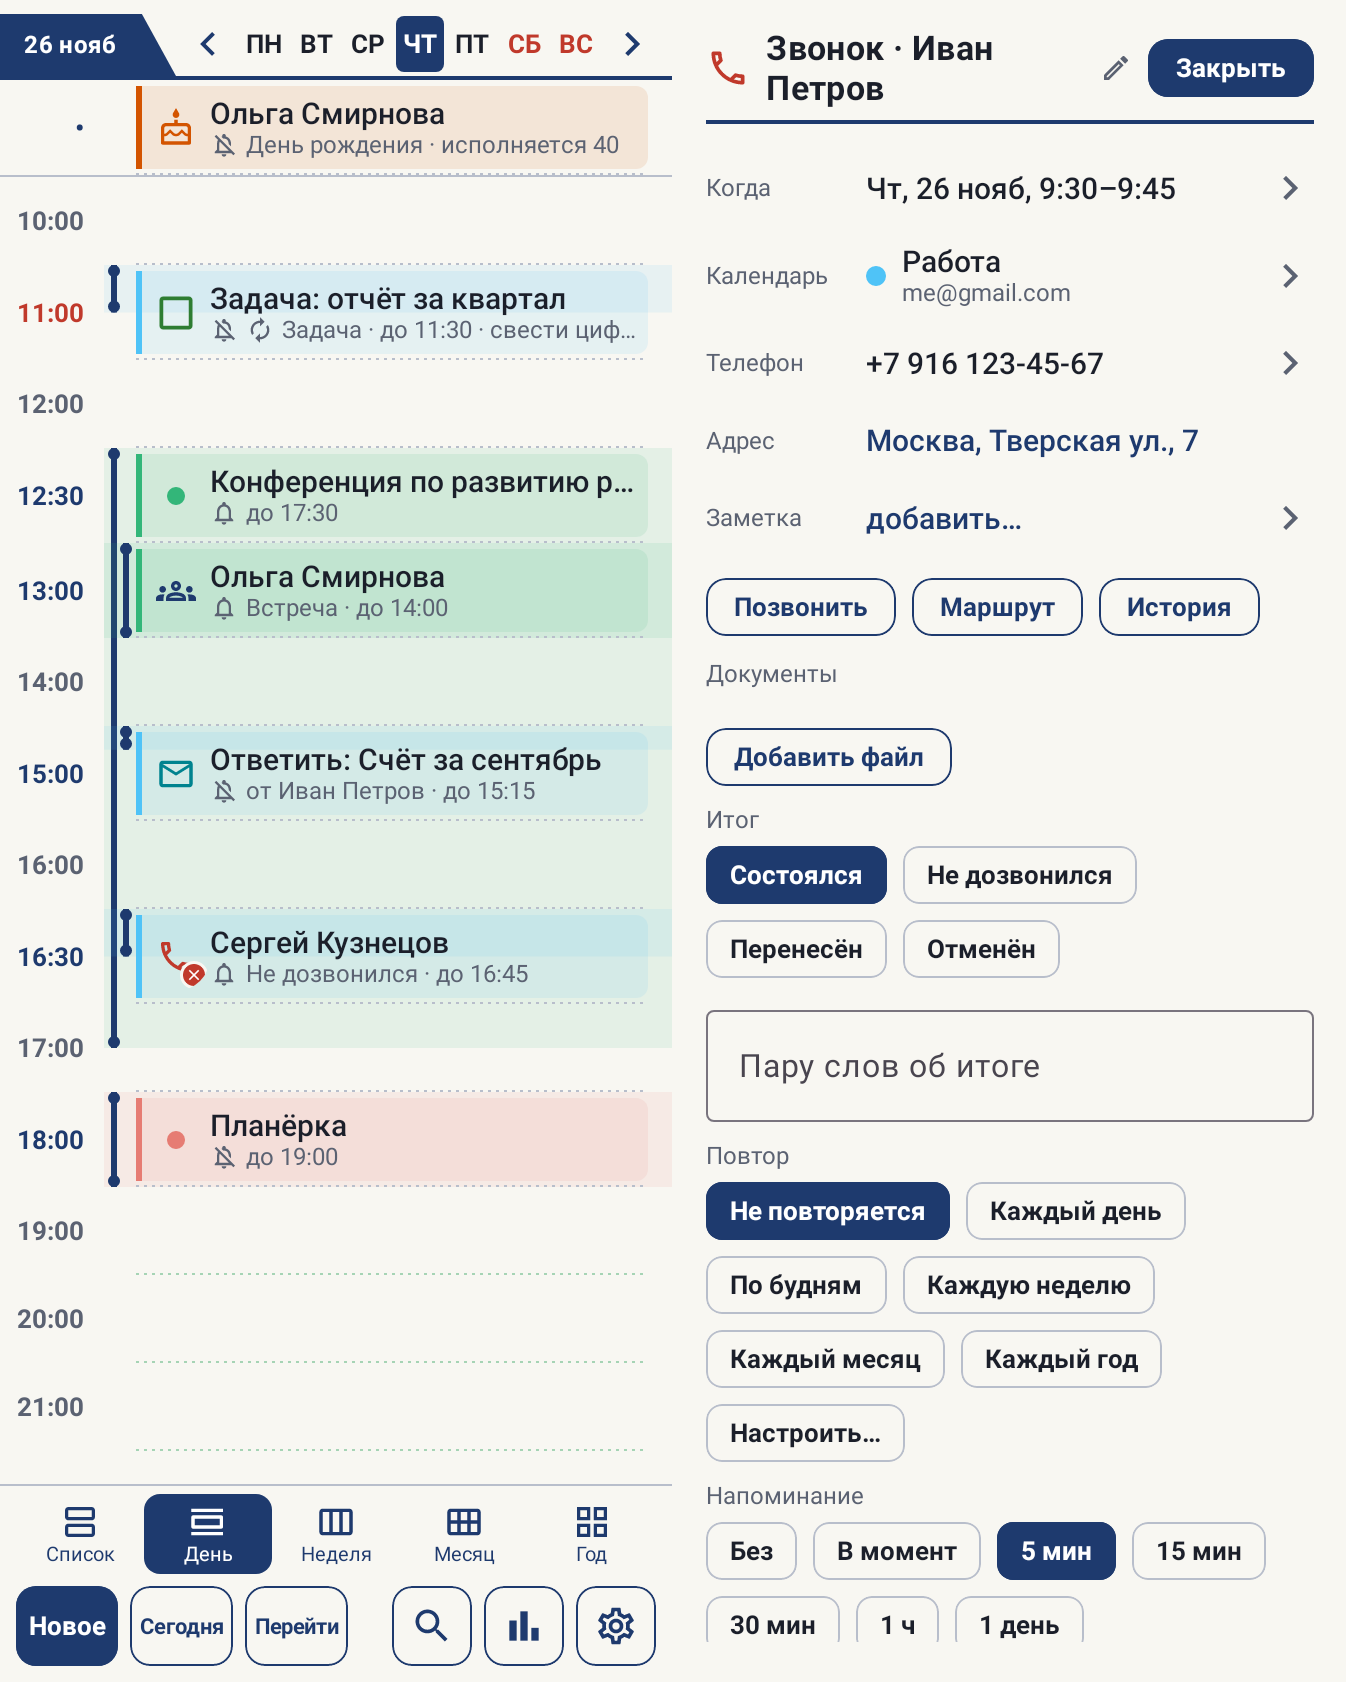 26 нояб
ПН ВТ СР ЧТ ПТ СБ ВС
Ольга Смирнова
День рождения · исполняется 40
10:00
11:00
Задача: отчёт за квартал
Задача · до 11:30 · свести циф…
12:00
12:30
Конференция по развитию р…
до 17:30
13:00
Ольга Смирнова
Встреча · до 14:00
14:00
15:00
Ответить: Счёт за сентябрь
от Иван Петров · до 15:15
16:00
16:30
Сергей Кузнецов
Не дозвонился · до 16:45
17:00
18:00
Планёрка
до 19:00
19:00
20:00
21:00
Список День Неделя Месяц Год
Новое Сегодня Перейти
Звонок · Иван
Петров
Закрыть
Когда Чт, 26 нояб, 9:30–9:45
Календарь Работа
me@gmail.com
Телефон +7 916 123-45-67
Адрес Москва, Тверская ул., 7
Заметка добавить…
Позвонить Маршрут История
Документы
Добавить файл
Итог
Состоялся Не дозвонился
Перенесён Отменён
Пару слов об итоге
Повтор
Не повторяется Каждый день
По будням Каждую неделю
Каждый месяц Каждый год
Настроить…
Напоминание
Без В момент 5 мин 15 мин
30 мин 1 ч 1 день